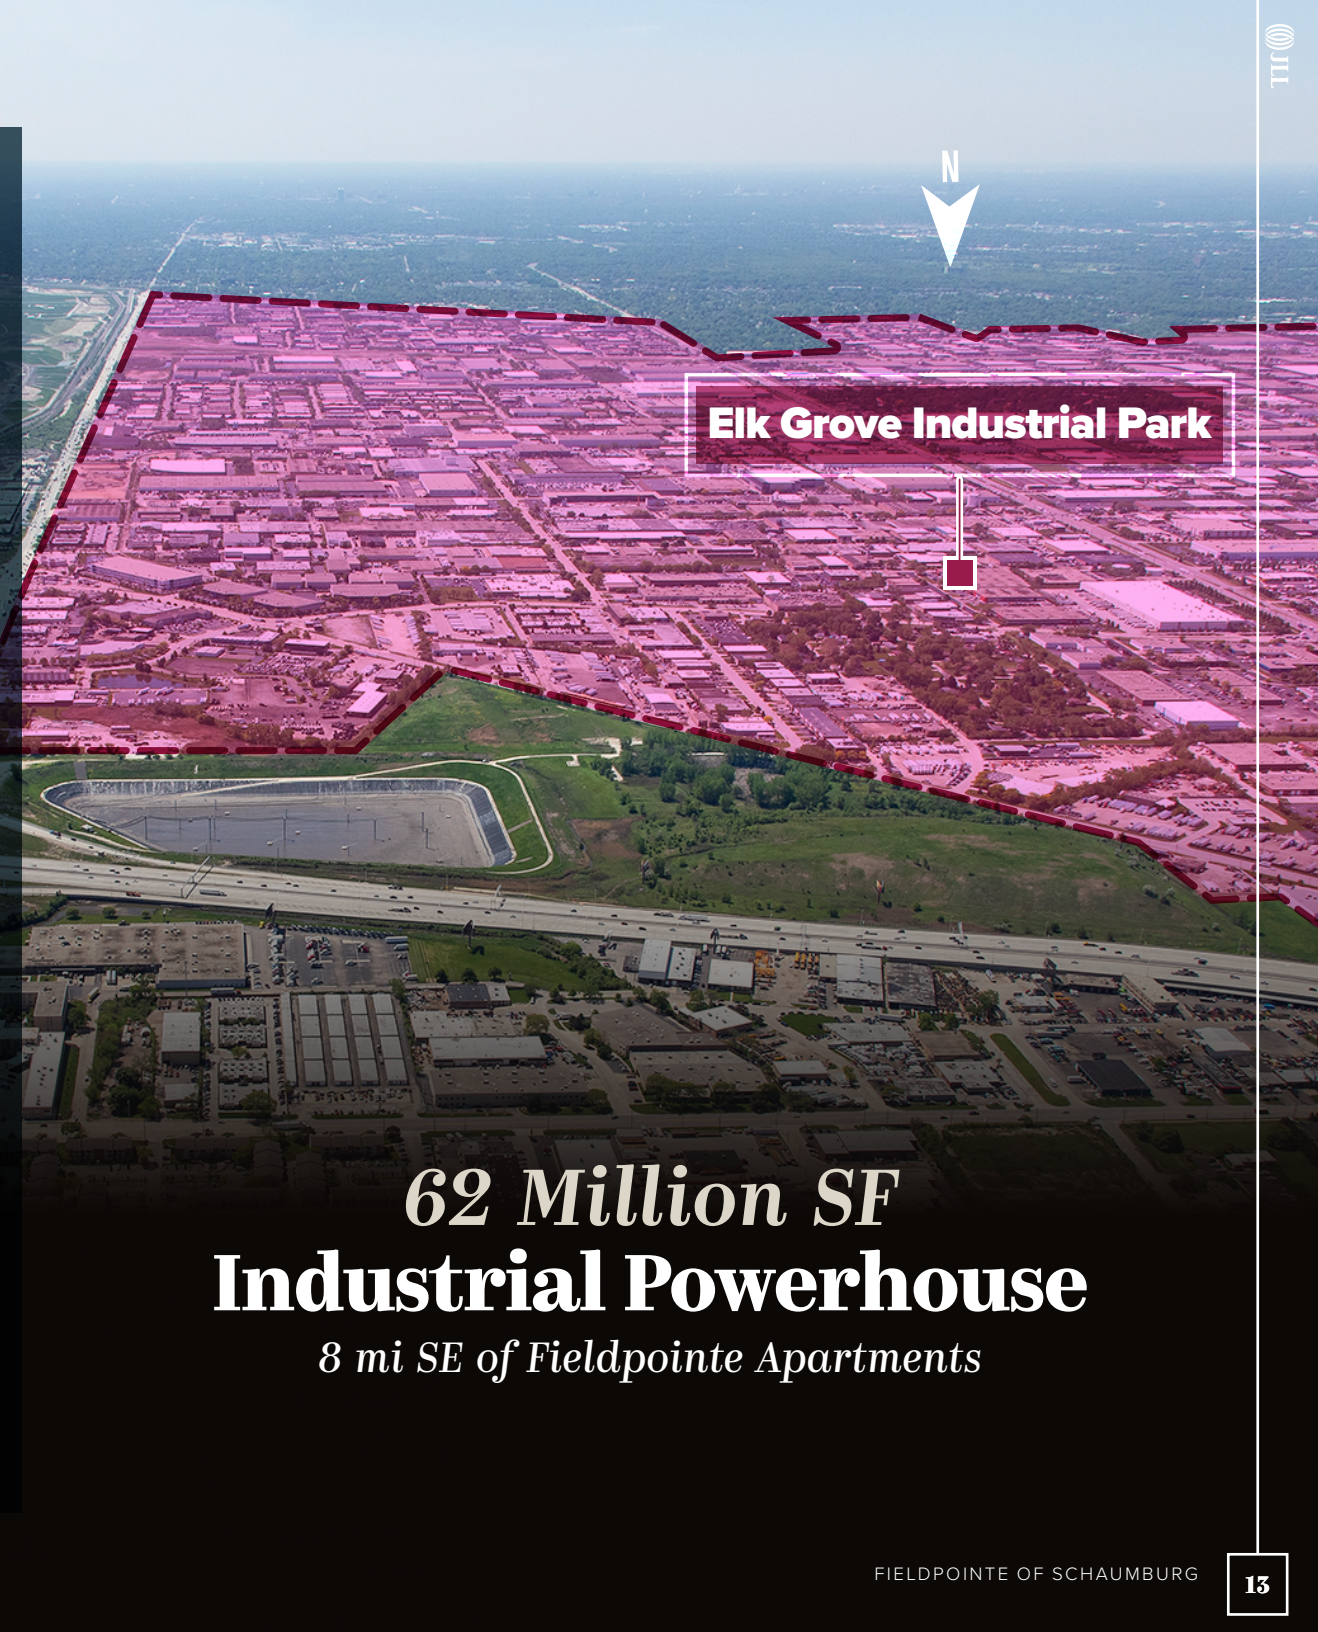 JLL
N
Elk Grove Industrial Park
62 Million SF
Industrial Powerhouse
8 mi SE of Fieldpointe Apartments
FIELDPOINTE OF SCHAUMBURG
13